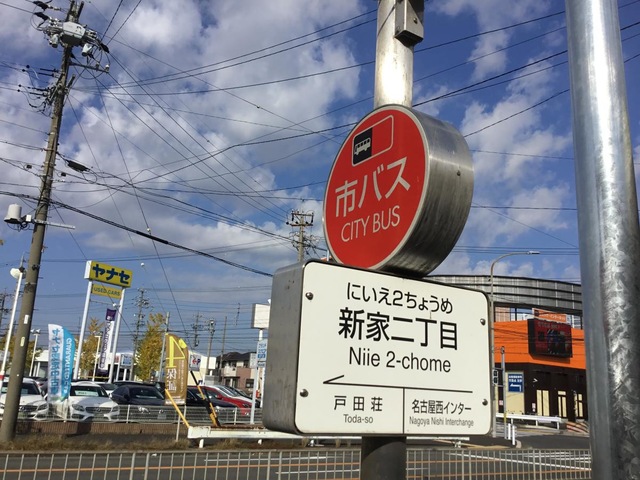 市バス
CITY BUS
にいえ2ちょうめ
新家二丁目
Niie 2-chome
戸田荘
Toda-so
名古屋西インター
Nagoya Nishi Interchange
ヤナセ
USED CARS